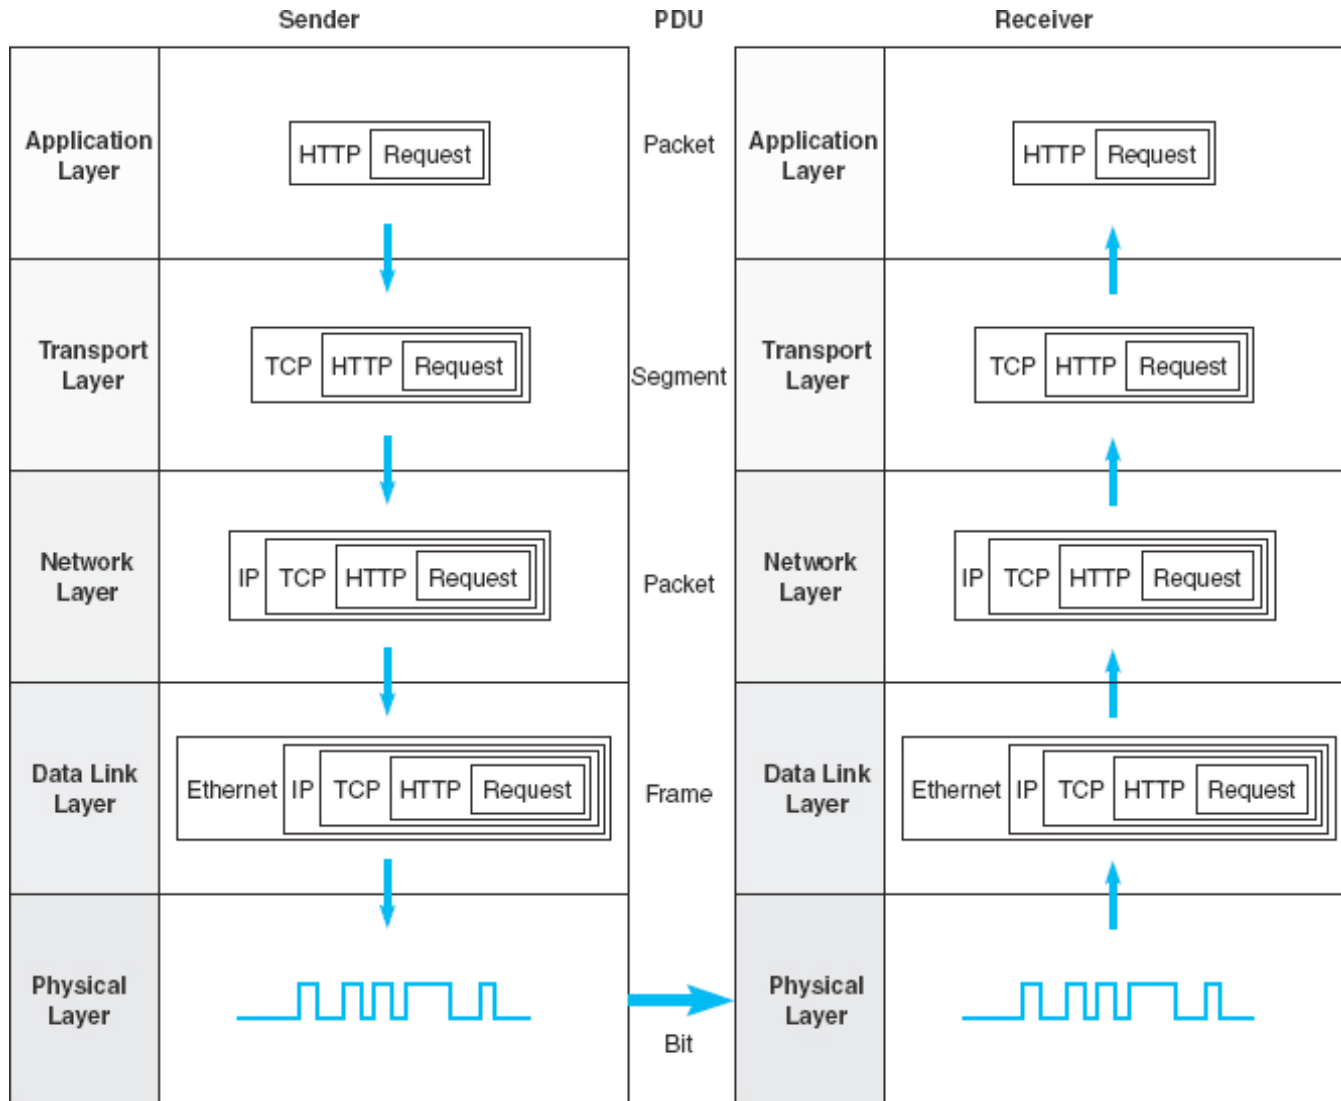 Sender PDU Receiver
Application Layer HTTP Request Packet Application Layer HTTP Request
Transport Layer TCP HTTP Request Segment Transport Layer TCP HTTP Request
Network Layer IP TCP HTTP Request Packet Network Layer IP TCP HTTP Request
Data Link Layer Ethernet IP TCP HTTP Request Frame Data Link Layer Ethernet IP TCP HTTP Request
Physical Layer Bit Physical Layer